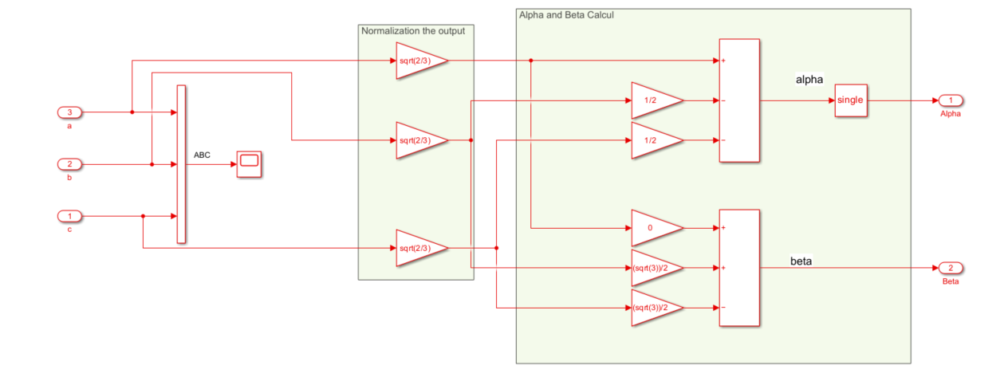 Alpha and Beta Calcul
Normalization the output
sqrt(2/3)
+
alpha
1/2
−
single
1
Alpha
3
a
sqrt(2/3)
1/2
−
ABC
2
b
1
c
0
+
sqrt(2/3)
(sqrt(3))/2
+
beta
2
Beta
(sqrt(3))/2
−